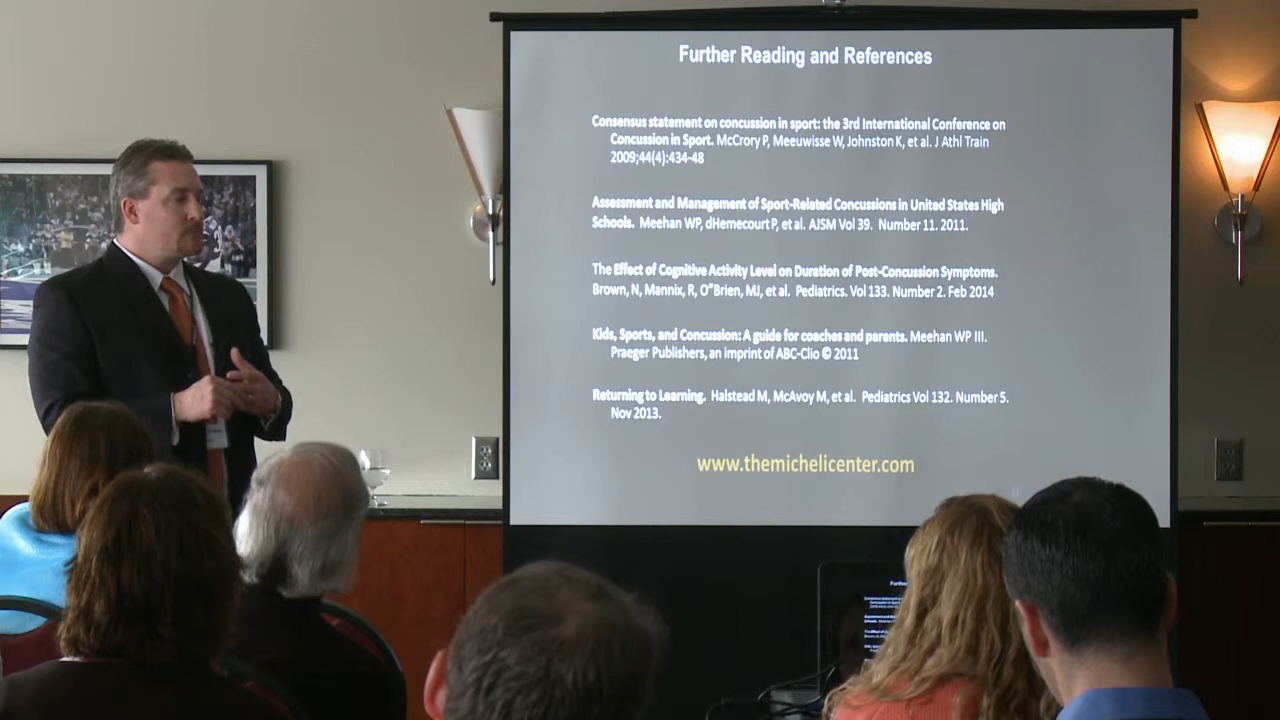 Further Reading and References
Consensus statement on concussion in sport: the 3rd International Conference on
Concussion in Sport. McCrory P, Meeuwisse W, Johnston K, et al. J Athl Train
2009;44(4):434-48
Assessment and Management of Sport-Related Concussions in United States High
Schools. Meehan WP, dHemecourt P, et al. AJSM Vol 39. Number 11. 2011.
The Effect of Cognitive Activity Level on Duration of Post-Concussion Symptoms.
Brown, N, Mannix, R, O"Brien, MJ, et al. Pediatrics. Vol 133. Number 2. Feb 2014
Kids, Sports, and Concussion: A guide for coaches and parents. Meehan WP III.
Praeger Publishers, an imprint of ABC-Clio © 2011
Returning to Learning. Halstead M, McAvoy M, et al. Pediatrics Vol 132. Number 5.
Nov 2013.
www.themichelicenter.com